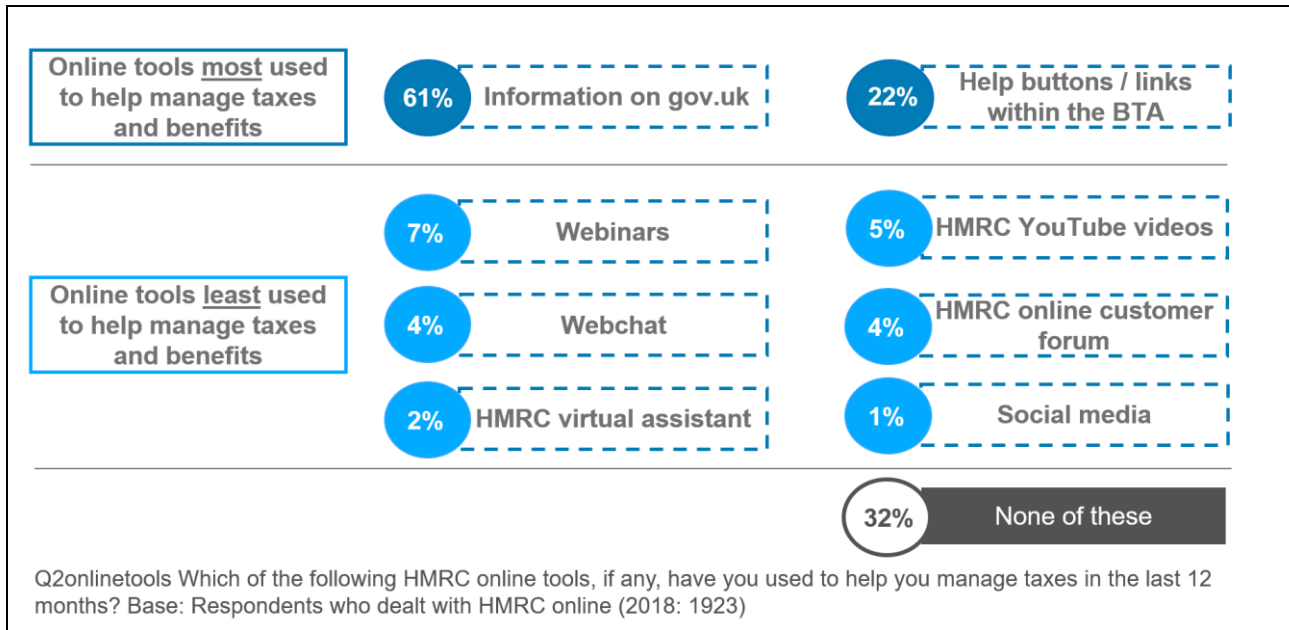 Online tools most used
to help manage taxes
and benefits
61%
Information on gov.uk
22%
Help buttons / links
within the BTA
Online tools least used
to help manage taxes
and benefits
7%
Webinars
5%
HMRC YouTube videos
4%
Webchat
4%
HMRC online customer
forum
2%
HMRC virtual assistant
1%
Social media
32%
None of these
Q2onlinetools Which of the following HMRC online tools, if any, have you used to help you manage taxes in the last 12
months? Base: Respondents who dealt with HMRC online (2018: 1923)